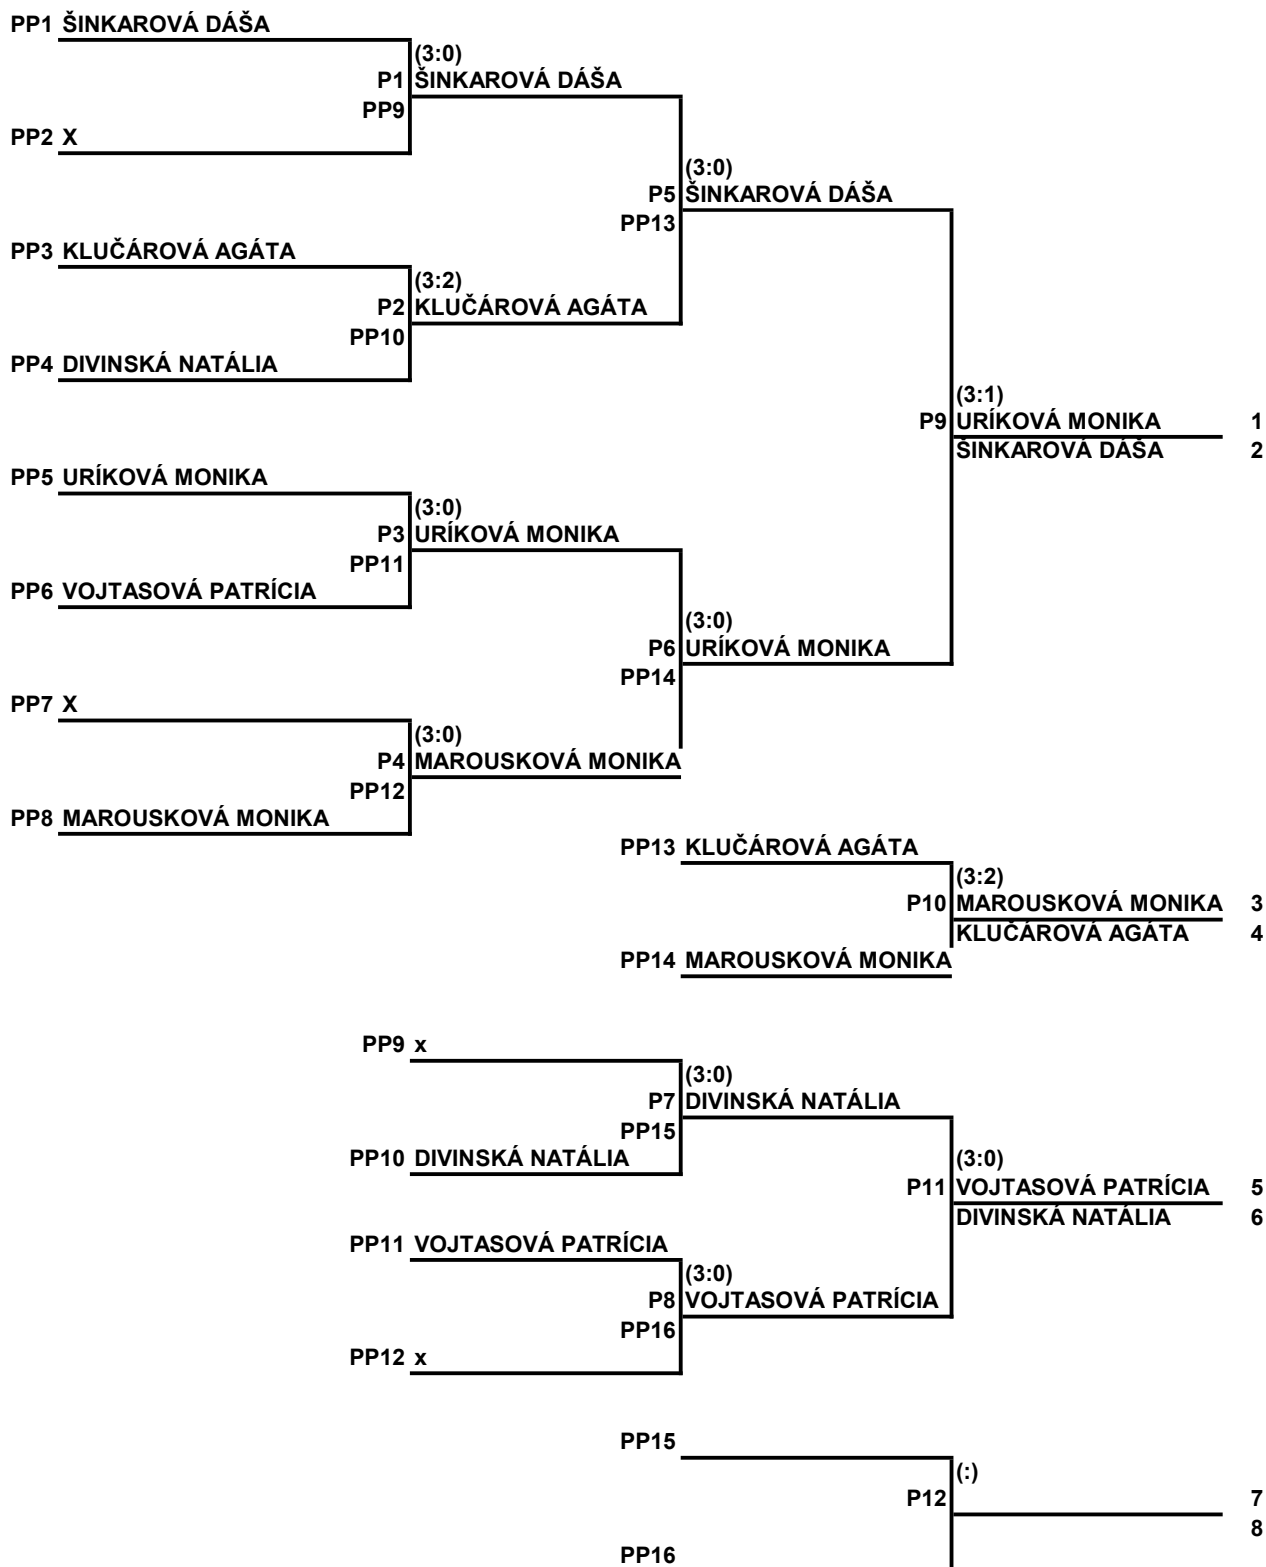 PP1 ŠINKAROVÁ DÁŠA
(3:0)
P1 ŠINKAROVÁ DÁŠA
PP9
PP2 X
(3:0)
P5 ŠINKAROVÁ DÁŠA
PP13
PP3 KLUČÁROVÁ AGÁTA
(3:2)
P2 KLUČÁROVÁ AGÁTA
PP10
PP4 DIVINSKÁ NATÁLIA
(3:1)
P9 URÍKOVÁ MONIKA 1
ŠINKAROVÁ DÁŠA 2
PP5 URÍKOVÁ MONIKA
(3:0)
P3 URÍKOVÁ MONIKA
PP11
PP6 VOJTASOVÁ PATRÍCIA
(3:0)
P6 URÍKOVÁ MONIKA
PP14
PP7 X
(3:0)
P4 MAROUSKOVÁ MONIKA
PP12
PP8 MAROUSKOVÁ MONIKA
PP13 KLUČÁROVÁ AGÁTA
(3:2)
P10 MAROUSKOVÁ MONIKA 3
KLUČÁROVÁ AGÁTA 4
PP14 MAROUSKOVÁ MONIKA
PP9 x
(3:0)
P7 DIVINSKÁ NATÁLIA
PP15
PP10 DIVINSKÁ NATÁLIA
(3:0)
P11 VOJTASOVÁ PATRÍCIA 5
DIVINSKÁ NATÁLIA 6
PP11 VOJTASOVÁ PATRÍCIA
(3:0)
P8 VOJTASOVÁ PATRÍCIA
PP16
PP12 x
PP15
(:)
P12 7
8
PP16